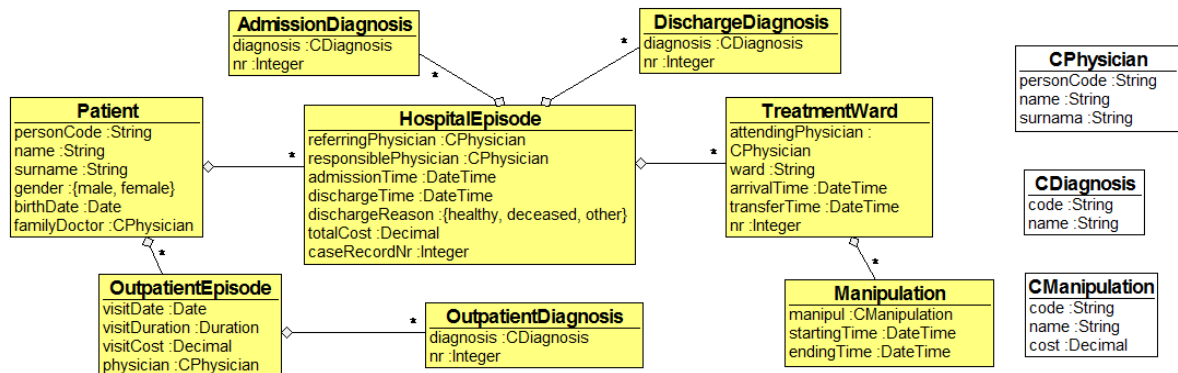 AdmissionDiagnosis
diagnosis :CDiagnosis
nr :Integer
*
DischargeDiagnosis
diagnosis :CDiagnosis
nr :Integer
*
CPhysician
personCode :String
name :String
surnama :String
Patient
personCode :String
name :String
surname :String
gender :{male, female}
birthDate :Date
familyDoctor :CPhysician
*
HospitalEpisode
referringPhysician :CPhysician
responsiblePhysician :CPhysician
admissionTime :DateTime
dischargeTime :DateTime
dischargeReason :{healthy, deceased, other}
totalCost :Decimal
caseRecordNr :Integer
*
TreatmentWard
attendingPhysician :
CPhysician
ward :String
arrivalTime :DateTime
transferTime :DateTime
nr :Integer
CDiagnosis
code :String
name :String
*
OutpatientEpisode
visitDate :Date
visitDuration :Duration
visitCost :Decimal
physician :CPhysician
*
OutpatientDiagnosis
diagnosis :CDiagnosis
nr :Integer
*
Manipulation
manipul :CManipulation
startingTime :DateTime
endingTime :DateTime
CManipulation
code :String
name :String
cost :Decimal